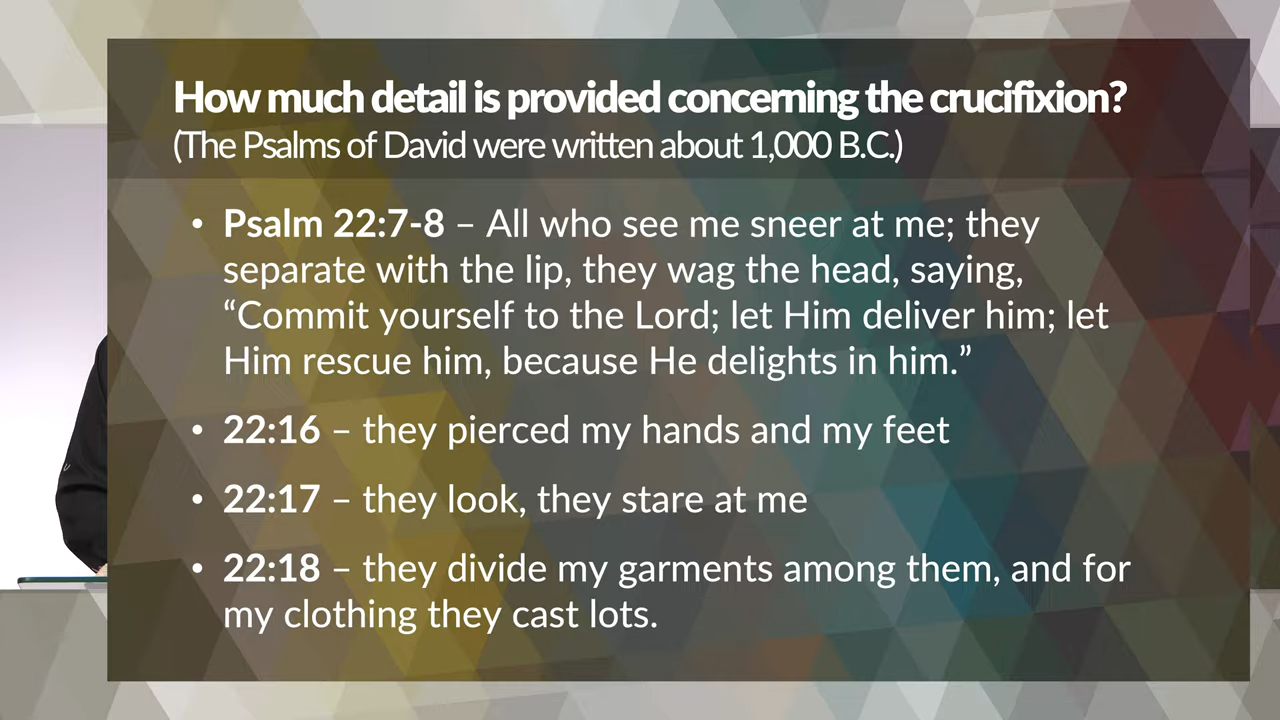 How much detail is provided concerning the crucifixion?
(The Psalms of David were written about 1,000 B.C.)
• Psalm 22:7-8 – All who see me sneer at me; they
separate with the lip, they wag the head, saying,
“Commit yourself to the Lord; let Him deliver him; let
Him rescue him, because He delights in him.”
• 22:16 – they pierced my hands and my feet
• 22:17 – they look, they stare at me
• 22:18 – they divide my garments among them, and for
my clothing they cast lots.